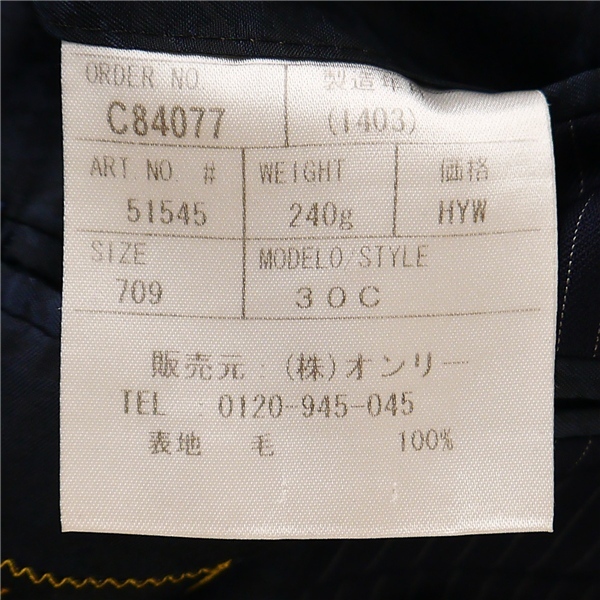 ORDER NO. 製造年
C84077 (1403)
ART.NO. # WEIGHT 価格
51545 240g HYW
SIZE MODELO/STYLE
709 30C
販売元:(株)オンリー
TEL :0120-945-045
表地 毛 100%